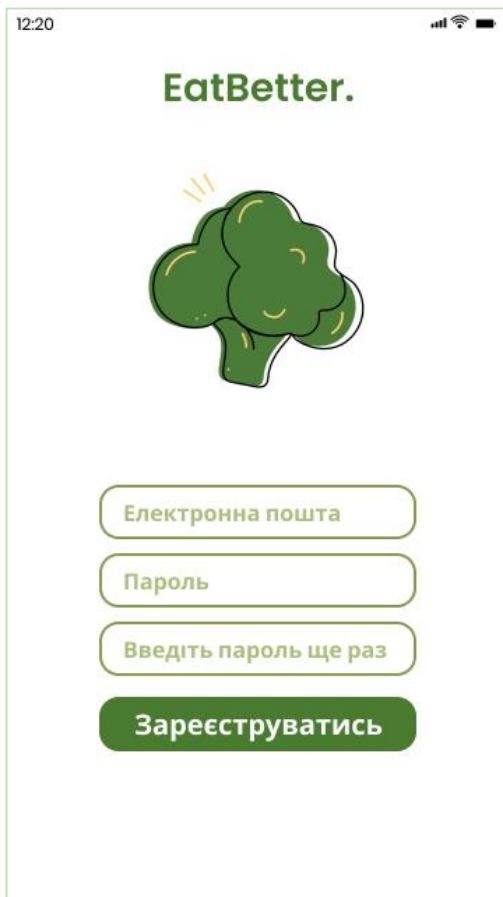 12:20
EatBetter.
Електронна пошта
Пароль
Введіть пароль ще раз
Зареєструватись